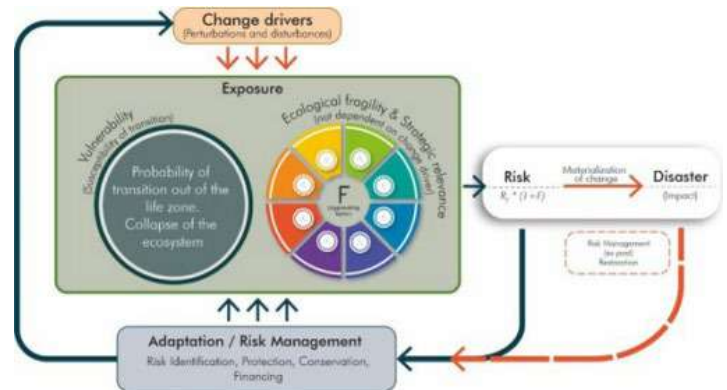 Change drivers
(Perturbations and disturbances)
Exposure
Vulnerability
(Susceptibility of transition)
Probability of
transition out of the
life zone.
Collapse of the
ecosystem
Ecological fragility & Strategic relevance
(not dependent on change driver)
F
Risk
Materialization
of change
Disaster
(Impact)
Risk Management
(ex post)
Restoration
Adaptation / Risk Management
Risk Identification, Protection, Conservation,
Financing